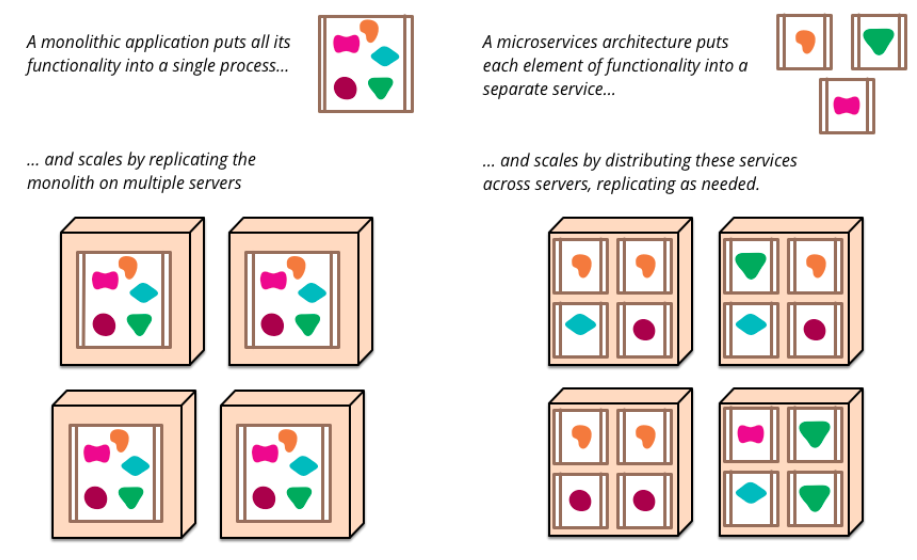 A monolithic application puts all its
functionality into a single process...
... and scales by replicating the
monolith on multiple servers
A microservices architecture puts
each element of functionality into a
separate service...
... and scales by distributing these services
across servers, replicating as needed.